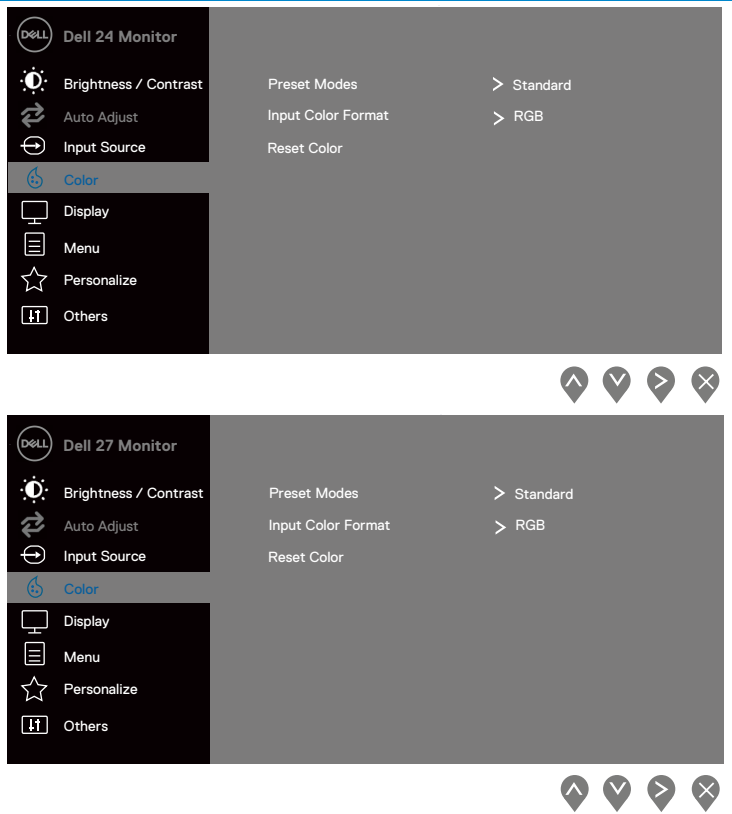 DELL Dell 24 Monitor
Brightness / Contrast Preset Modes > Standard
Auto Adjust Input Color Format > RGB
Input Source Reset Color
Color
Display
Menu
Personalize
Others
DELL Dell 27 Monitor
Brightness / Contrast Preset Modes > Standard
Auto Adjust Input Color Format > RGB
Input Source Reset Color
Color
Display
Menu
Personalize
Others